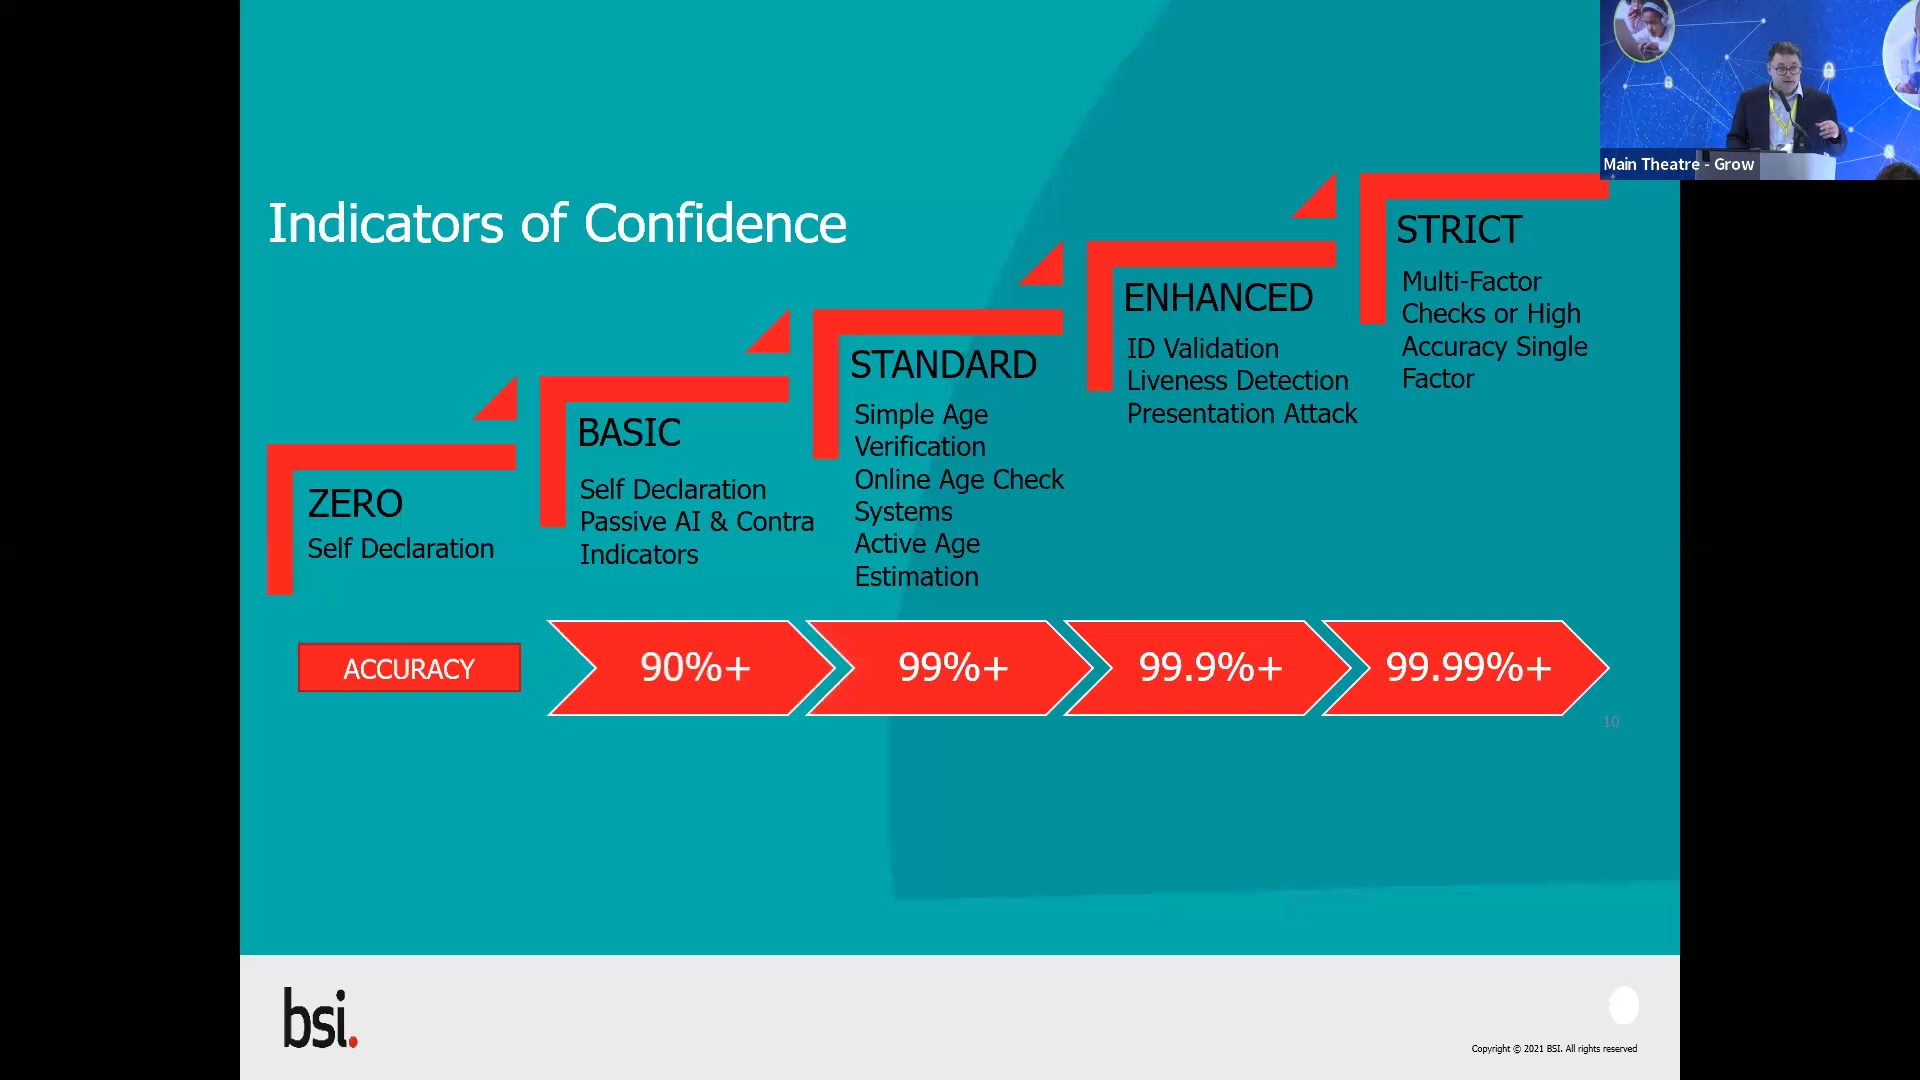 Main Theatre - Grow
Indicators of Confidence
ZERO
Self Declaration
BASIC
Self Declaration
Passive AI & Contra
Indicators
STANDARD
Simple Age
Verification
Online Age Check
Systems
Active Age
Estimation
ENHANCED
ID Validation
Liveness Detection
Presentation Attack
STRICT
Multi-Factor
Checks or High
Accuracy Single
Factor
ACCURACY
90%+
99%+
99.9%+
99.99%+
10
bsi.
Copyright © 2021 BSI. All rights reserved